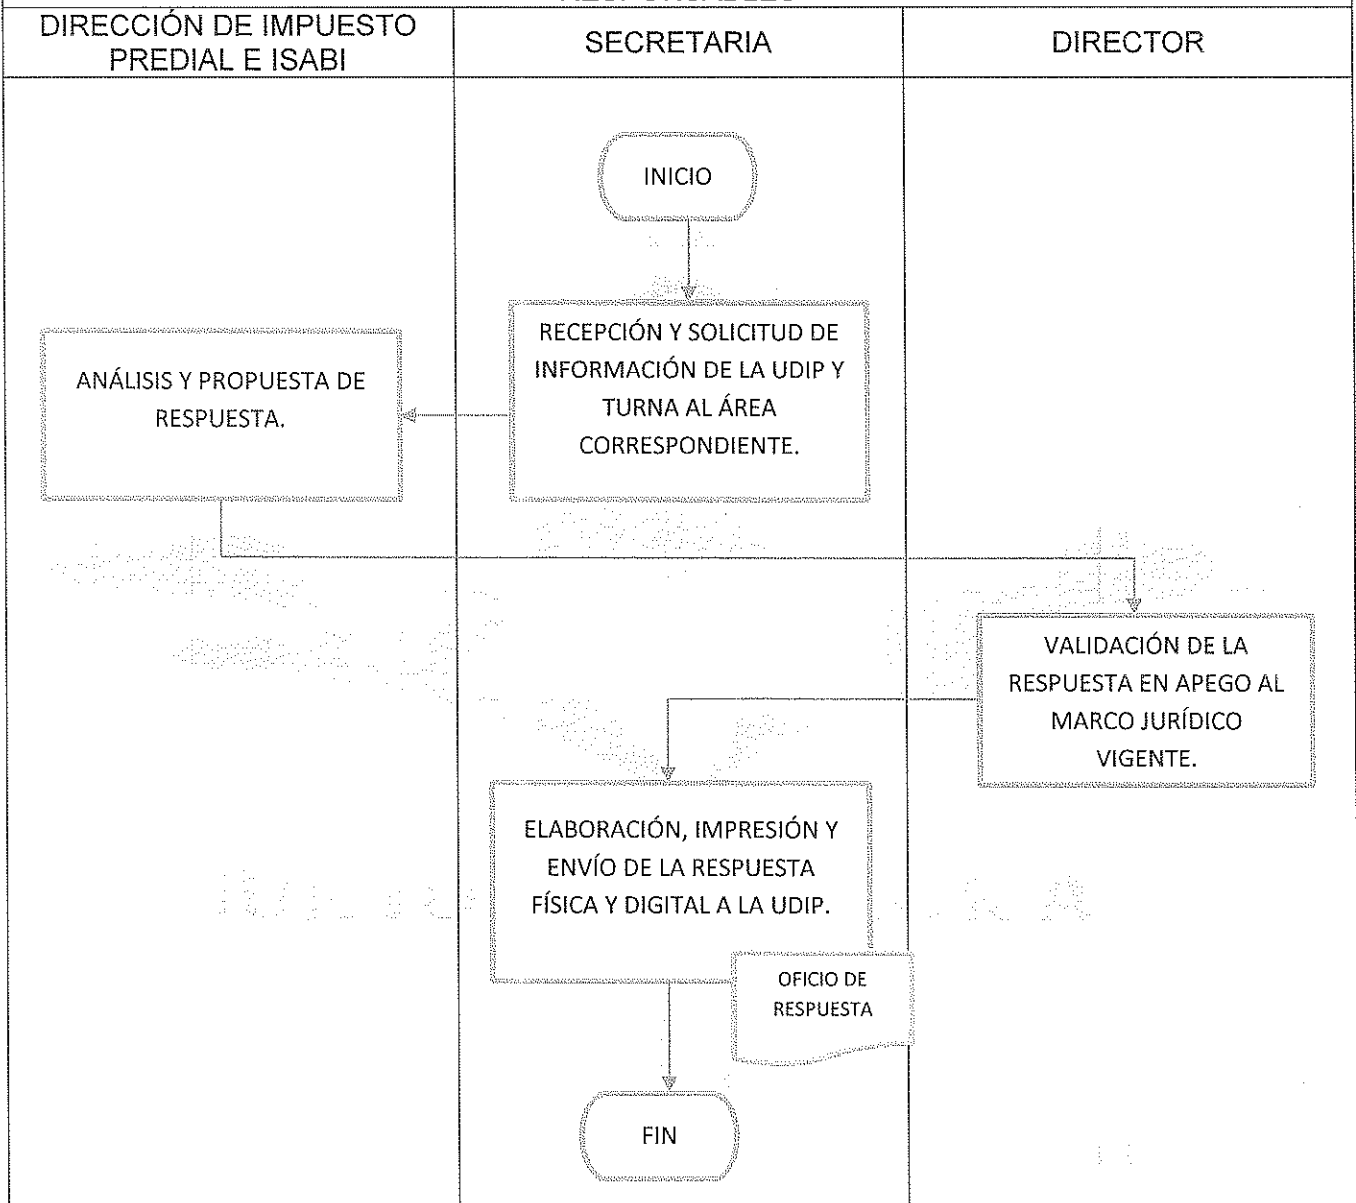 DIRECCIÓN DE IMPUESTO
PREDIAL E ISABI
SECRETARIA
DIRECTOR
INICIO
RECEPCIÓN Y SOLICITUD DE
INFORMACIÓN DE LA UDIP Y
TURNA AL ÁREA
CORRESPONDIENTE.
ANÁLISIS Y PROPUESTA DE
RESPUESTA.
VALIDACIÓN DE LA
RESPUESTA EN APEGO AL
MARCO JURÍDICO
VIGENTE.
ELABORACIÓN, IMPRESIÓN Y
ENVÍO DE LA RESPUESTA
FÍSICA Y DIGITAL A LA UDIP.
OFICIO DE
RESPUESTA
FIN